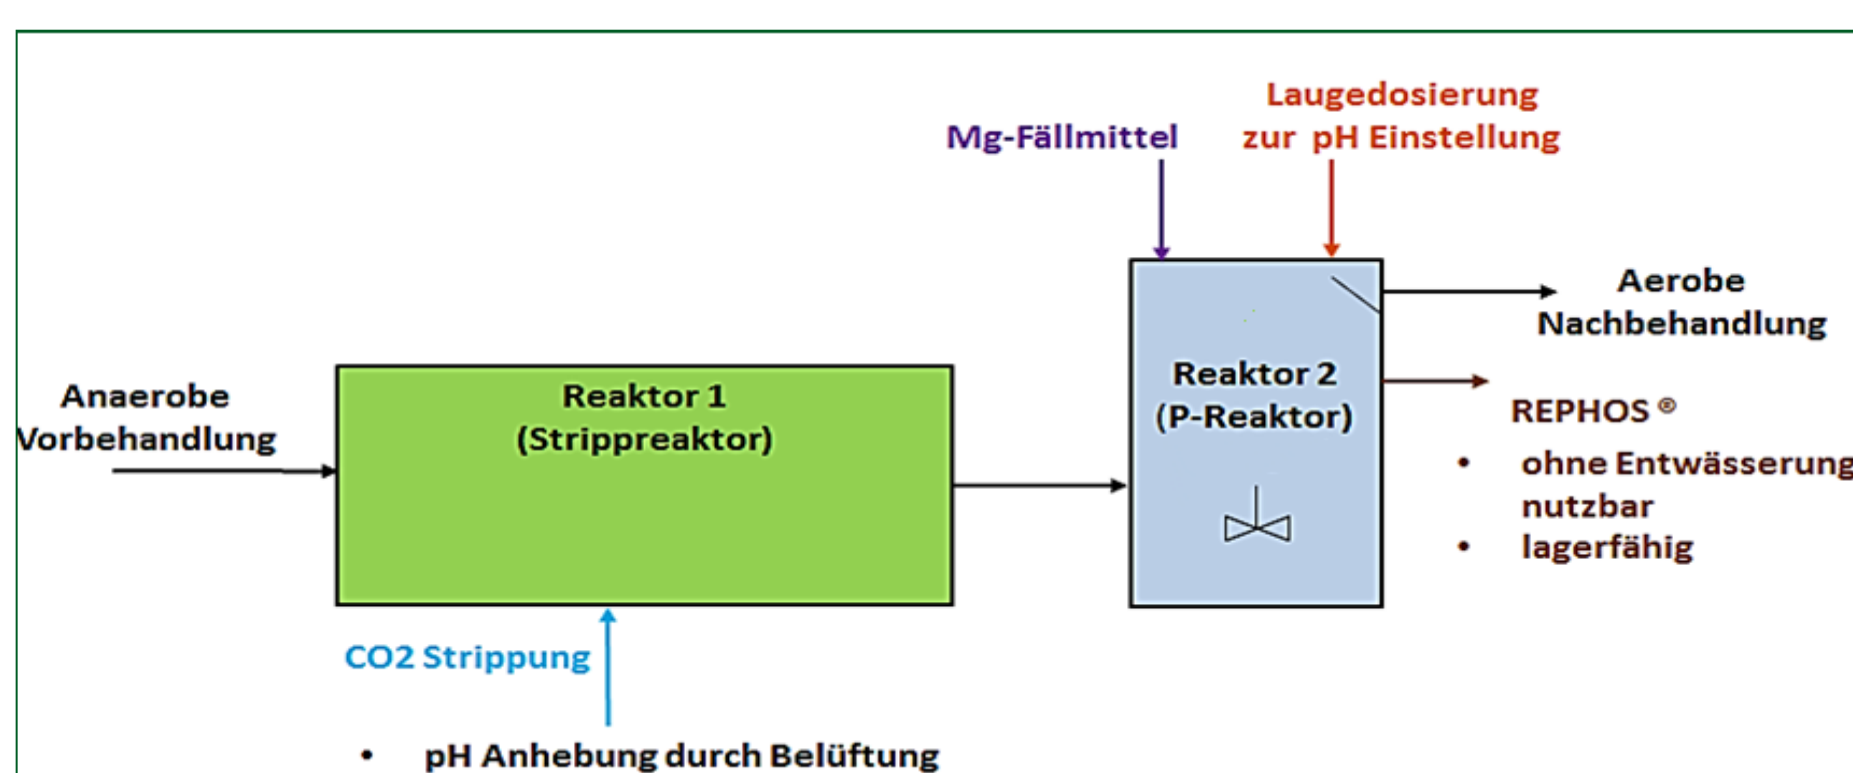 Laugedosierung
zur pH Einstellung
Mg-Fällmittel
Aerobe
Nachbehandlung
Reaktor 2
(P-Reaktor)
Anaerobe
Vorbehandlung
Reaktor 1
(Strippreaktor)
REPHOS ®
• ohne Entwässerung
nutzbar
• lagerfähig
CO2 Strippung
• pH Anhebung durch Belüftung